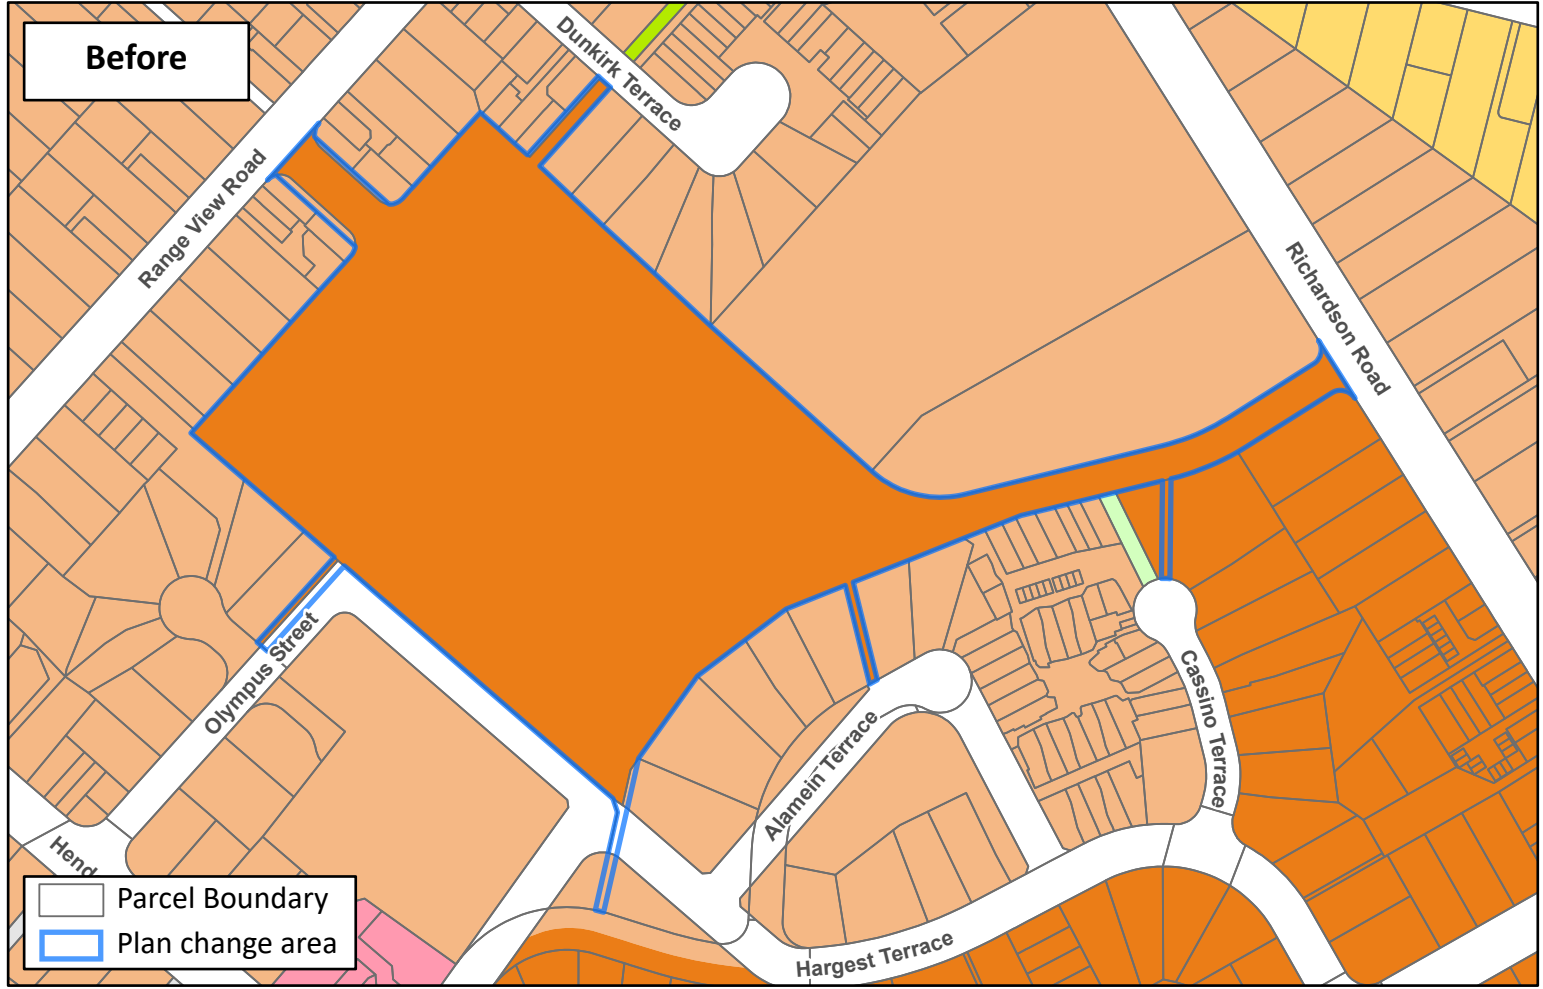 Before
Dunkirk Terrace
Range View Road
Richardson Road
Olympus Street
Cassino Terrace
Alamein Terrace
Hend
Hargest Terrace
Parcel Boundary
Plan change area